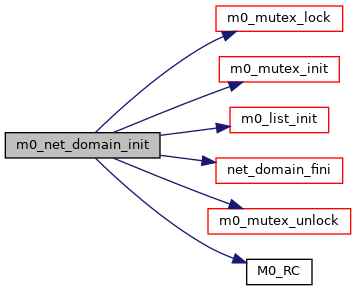 m0_mutex_lock
m0_mutex_init
m0_list_init
m0_net_domain_init
net_domain_fini
m0_mutex_unlock
M0_RC